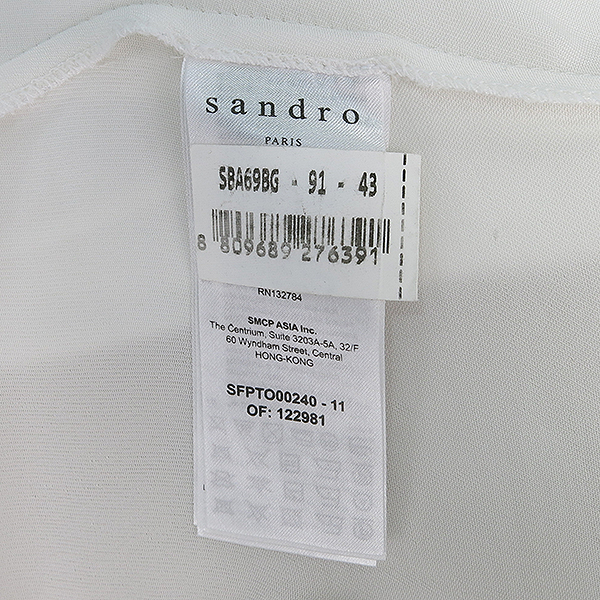 sandro
PARIS
SBA69BG - 91 - 43
8 809689 276391
RN132784
SMCP ASIA Inc.
The Centrium, Suite 3203A-5A, 32/F
60 Wyndham Street, Central
HONG-KONG
SFPTO00240 - 11
OF: 122981